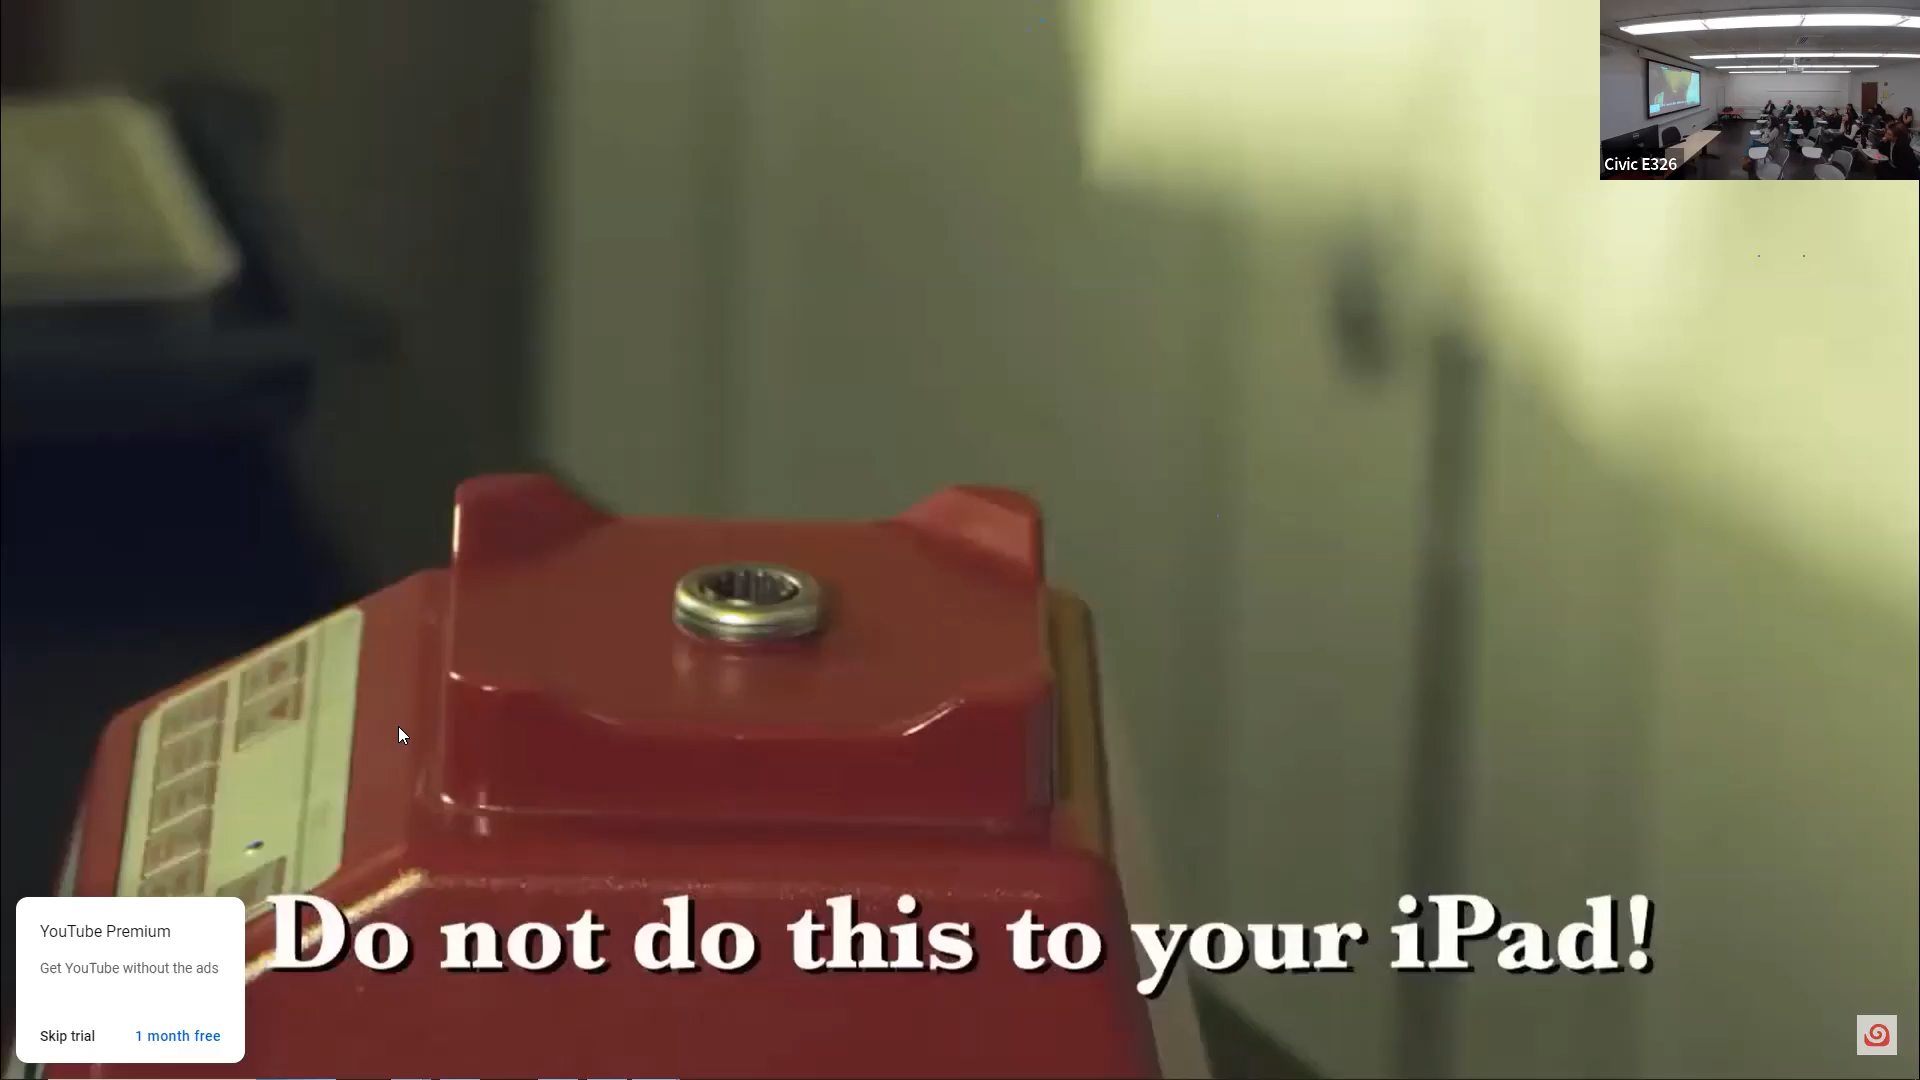 Civic E326
Do not do this to your iPad!
YouTube Premium
Get YouTube without the ads
Skip trial
1 month free